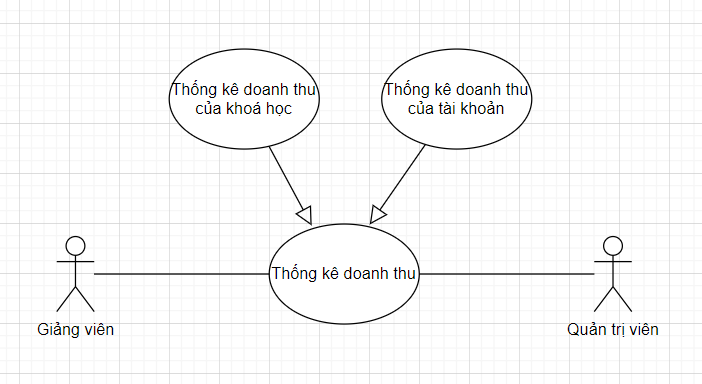 Thống kê doanh thu
của khoá học
Thống kê doanh thu
của tài khoản
Thống kê doanh thu
Giảng viên
Quản trị viên